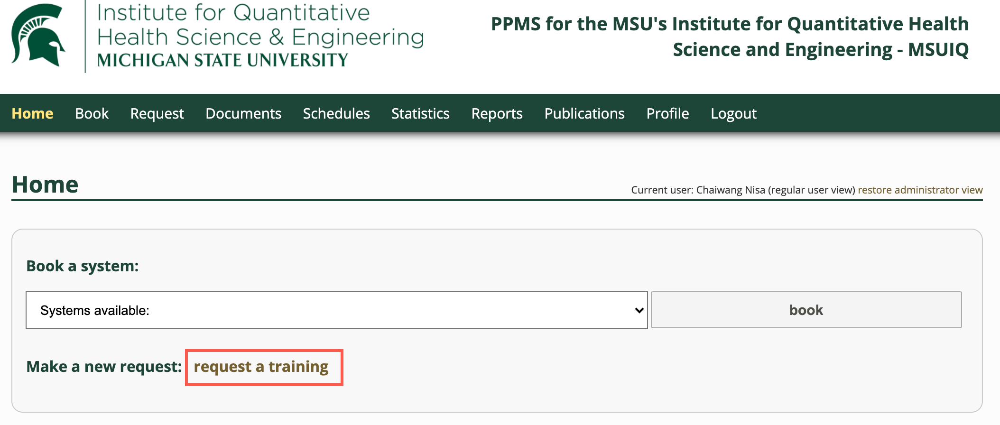 Institute for Quantitative
Health Science & Engineering
MICHIGAN STATE UNIVERSITY
PPMS for the MSU's Institute for Quantitative Health
Science and Engineering - MSUIQ
Home Book Request Documents Schedules Statistics Reports Publications Profile Logout
Home
Current user: Chaiwang Nisa (regular user view) restore administrator view
Book a system:
Systems available:
book
Make a new request: request a training